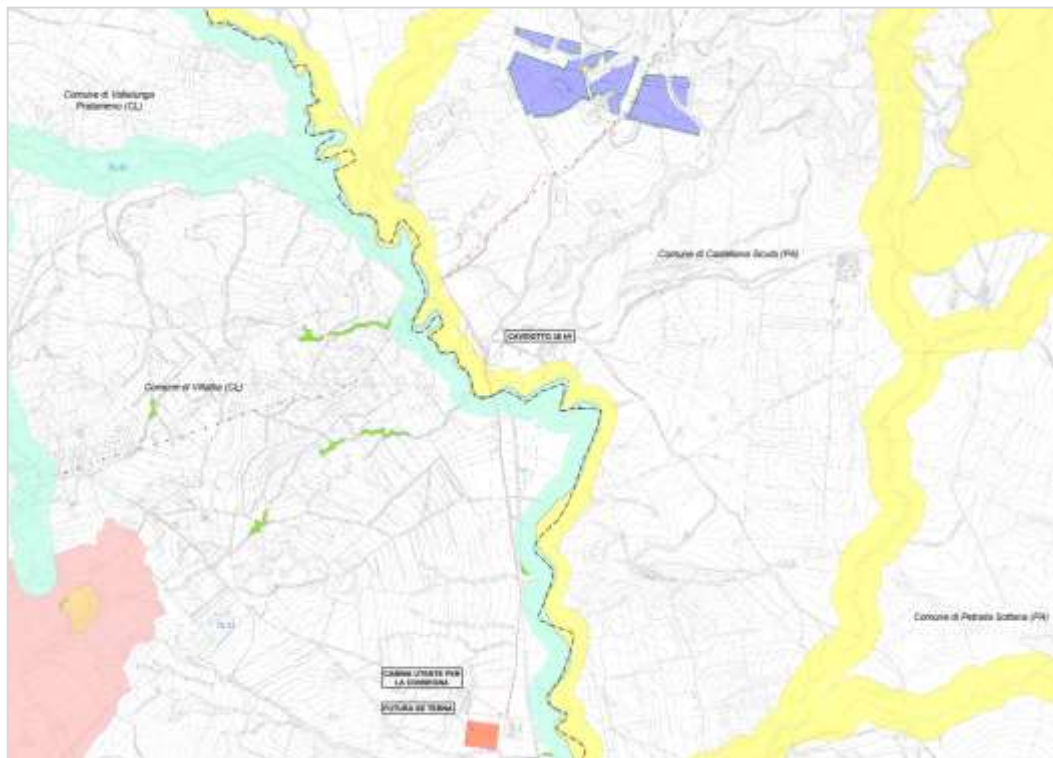 Comune di Vallelunga
Pratameno (CL)
Comune di Castellana Sicula (PA)
CAVIDOTTO 36 kV
Comune di Villalba (CL)
Comune di Petralia Sottana (PA)
CABINA UTENTE PER
LA CONSEGNA
FUTURA SE TERNA